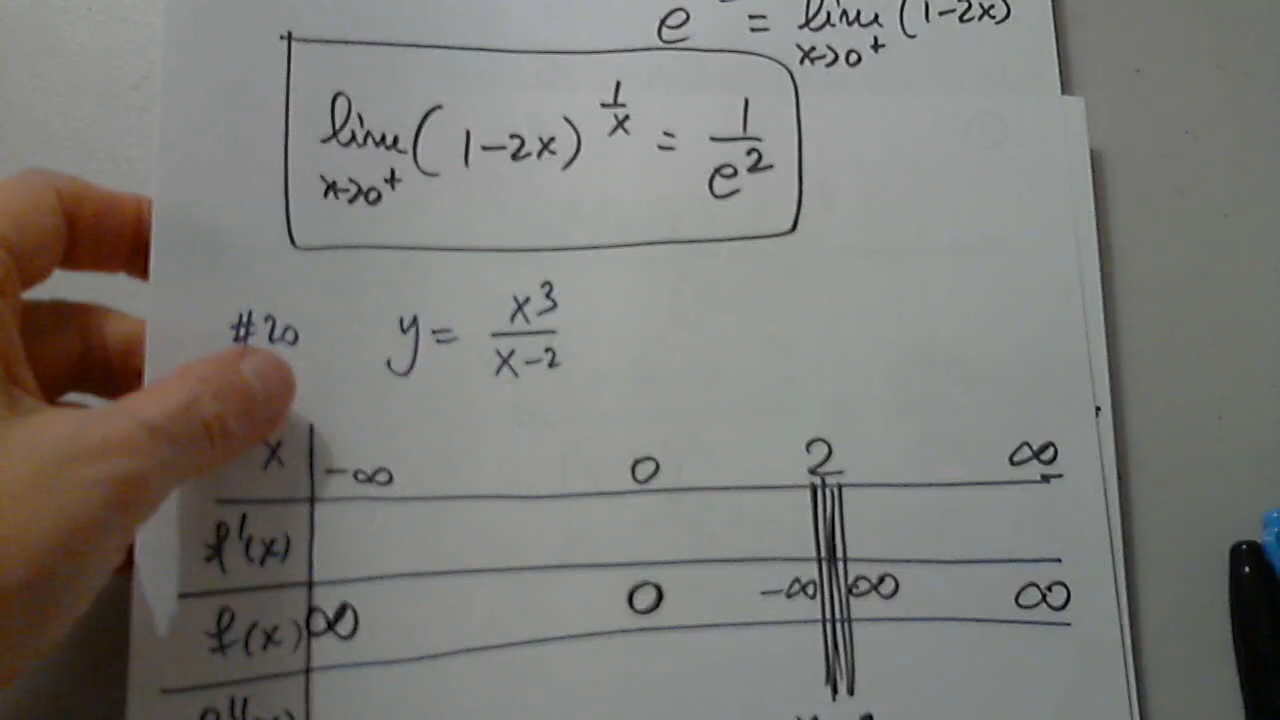 e = lim (1-2x)
x→0⁺
lim (1-2x)^(1/x) = 1/e²
x→0⁺
#20 y = x³/(x-2)
x -∞ 0 2 ∞
f'(x)
f(x) ∞ 0 -∞ ∞ ∞